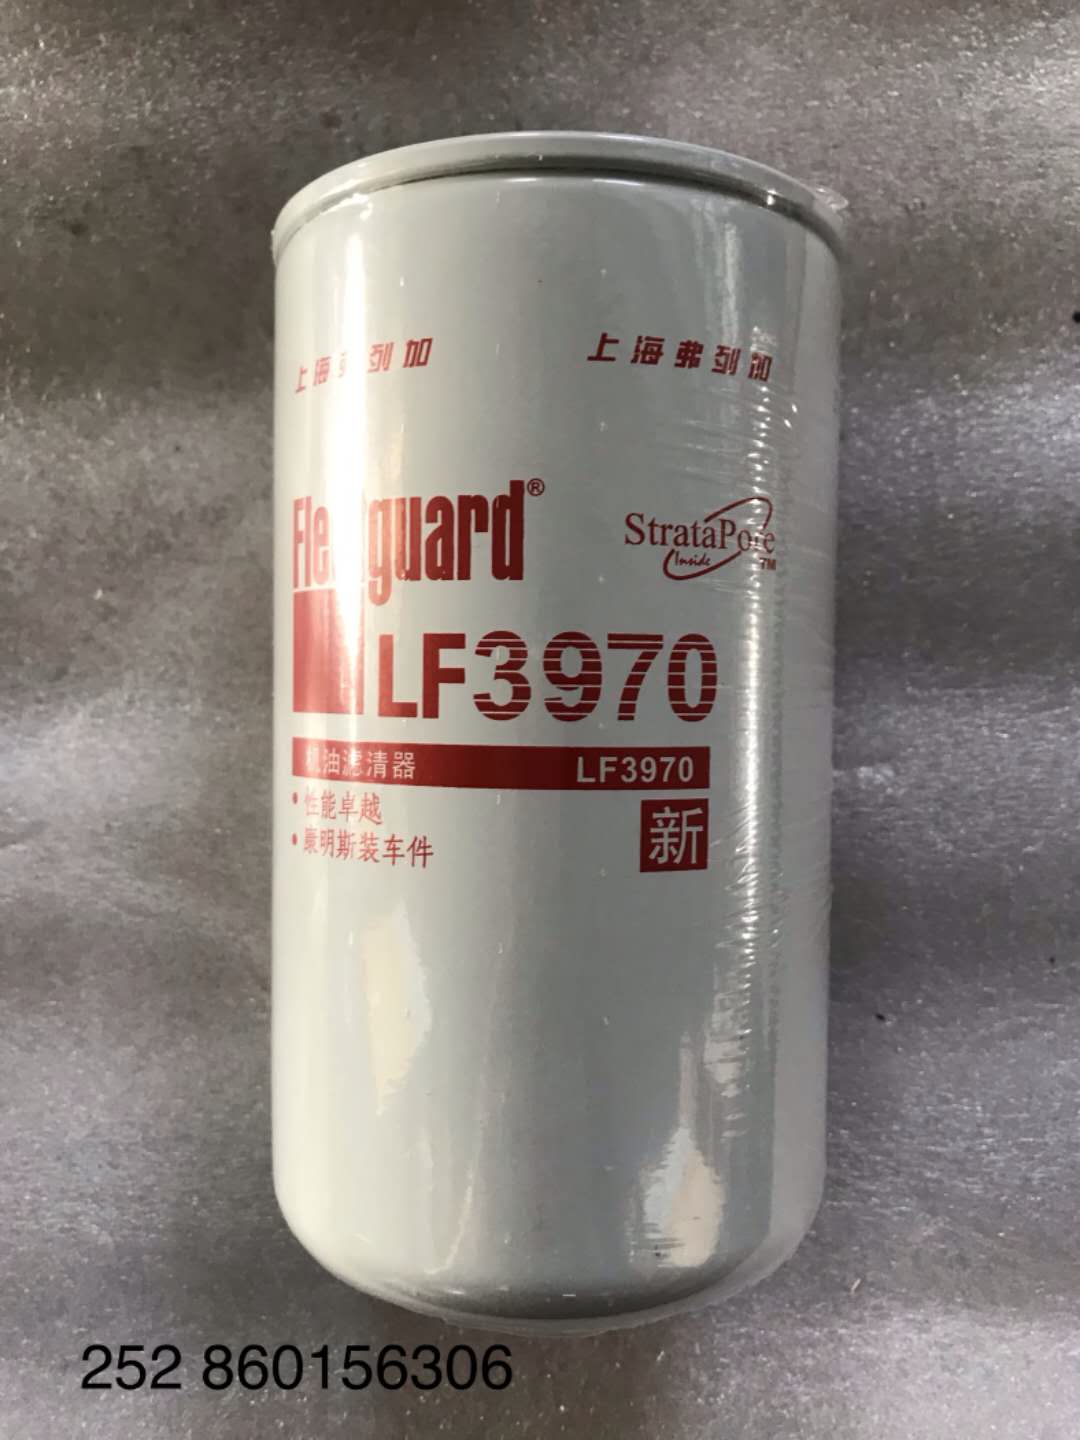 上海弗列加 上海弗列加
Fleetguard®
StrataPore
Inside TM
LF3970
机油滤清器 LF3970
• 性能卓越
• 康明斯装车件
新
252 860156306